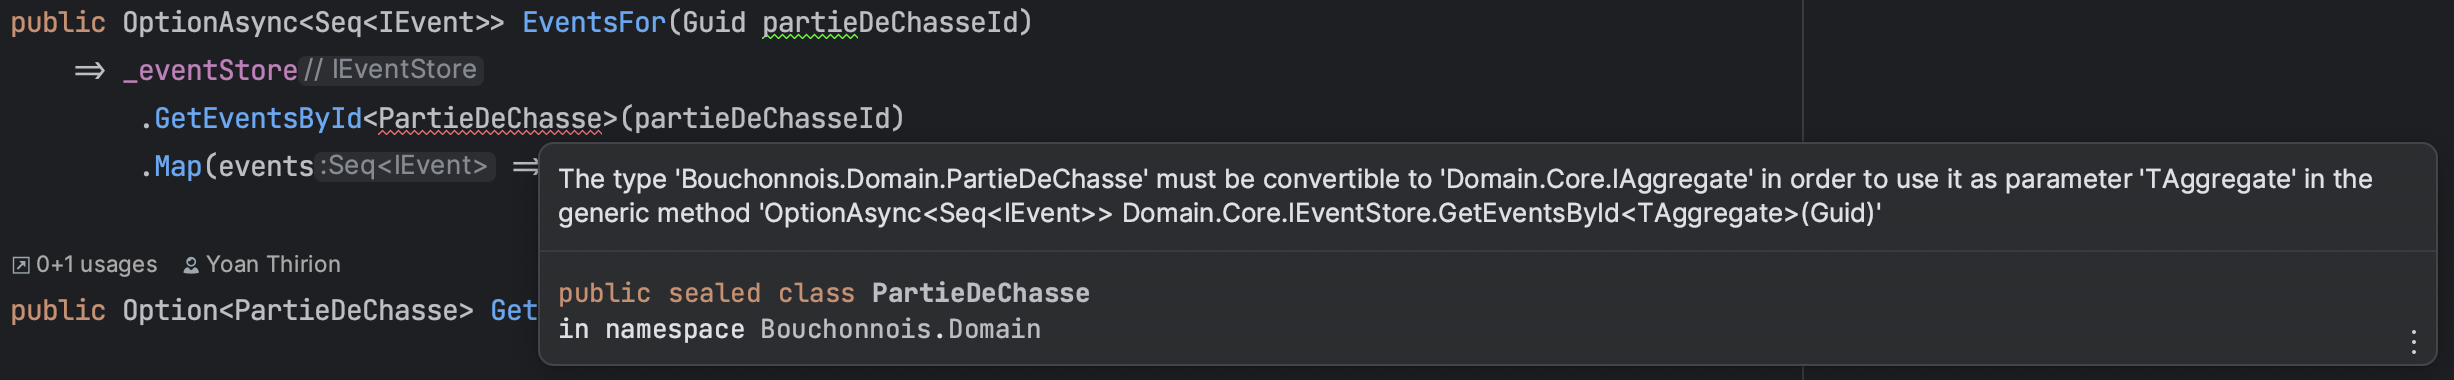 public OptionAsync<Seq<IEvent>> EventsFor(Guid partieDeChasseId)
=> _eventStore // IEventStore
.GetEventsById<PartieDeChasse>(partieDeChasseId)
.Map(events :Seq<IEvent> =>
The type 'Bouchonnois.Domain.PartieDeChasse' must be convertible to 'Domain.Core.IAggregate' in order to use it as parameter 'TAggregate' in the
generic method 'OptionAsync<Seq<IEvent>> Domain.Core.IEventStore.GetEventsById<TAggregate>(Guid)'
0+1 usages Yoan Thirion
public sealed class PartieDeChasse
public Option<PartieDeChasse> Get
in namespace Bouchonnois.Domain